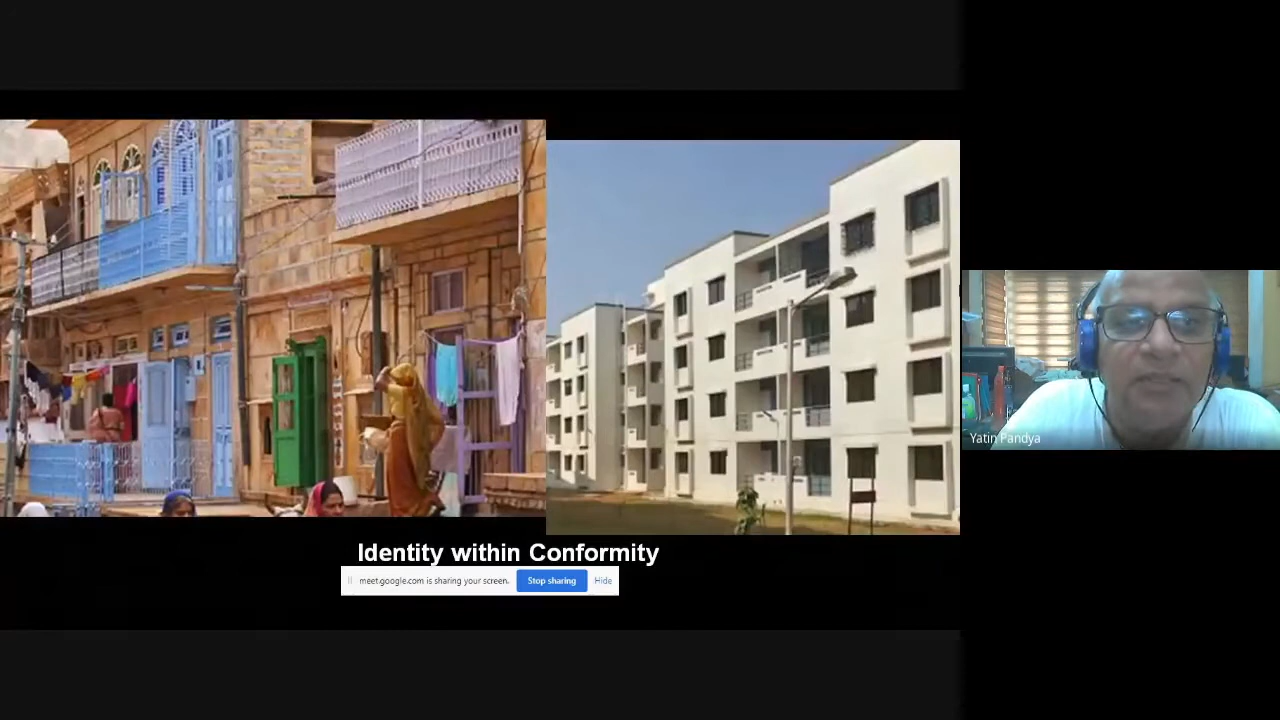 Identity within Conformity
meet.google.com is sharing your screen.
Stop sharing
Hide
Yatin Pandya